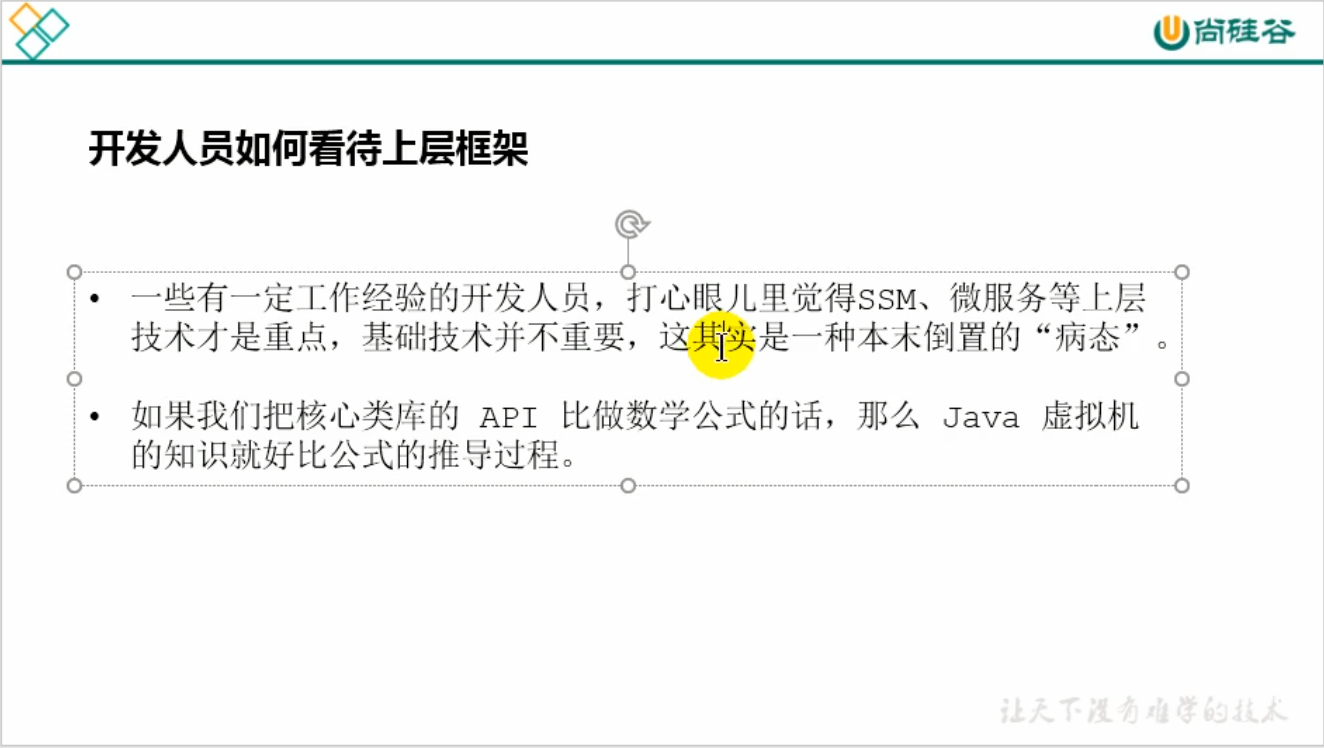 尚硅谷
开发人员如何看待上层框架
• 一些有一定工作经验的开发人员，打心眼儿里觉得SSM、微服务等上层
技术才是重点，基础技术并不重要，这其实是一种本末倒置的“病态”。
• 如果我们把核心类库的 API 比做数学公式的话，那么 Java 虚拟机
的知识就好比公式的推导过程。
让天下没有难学的技术